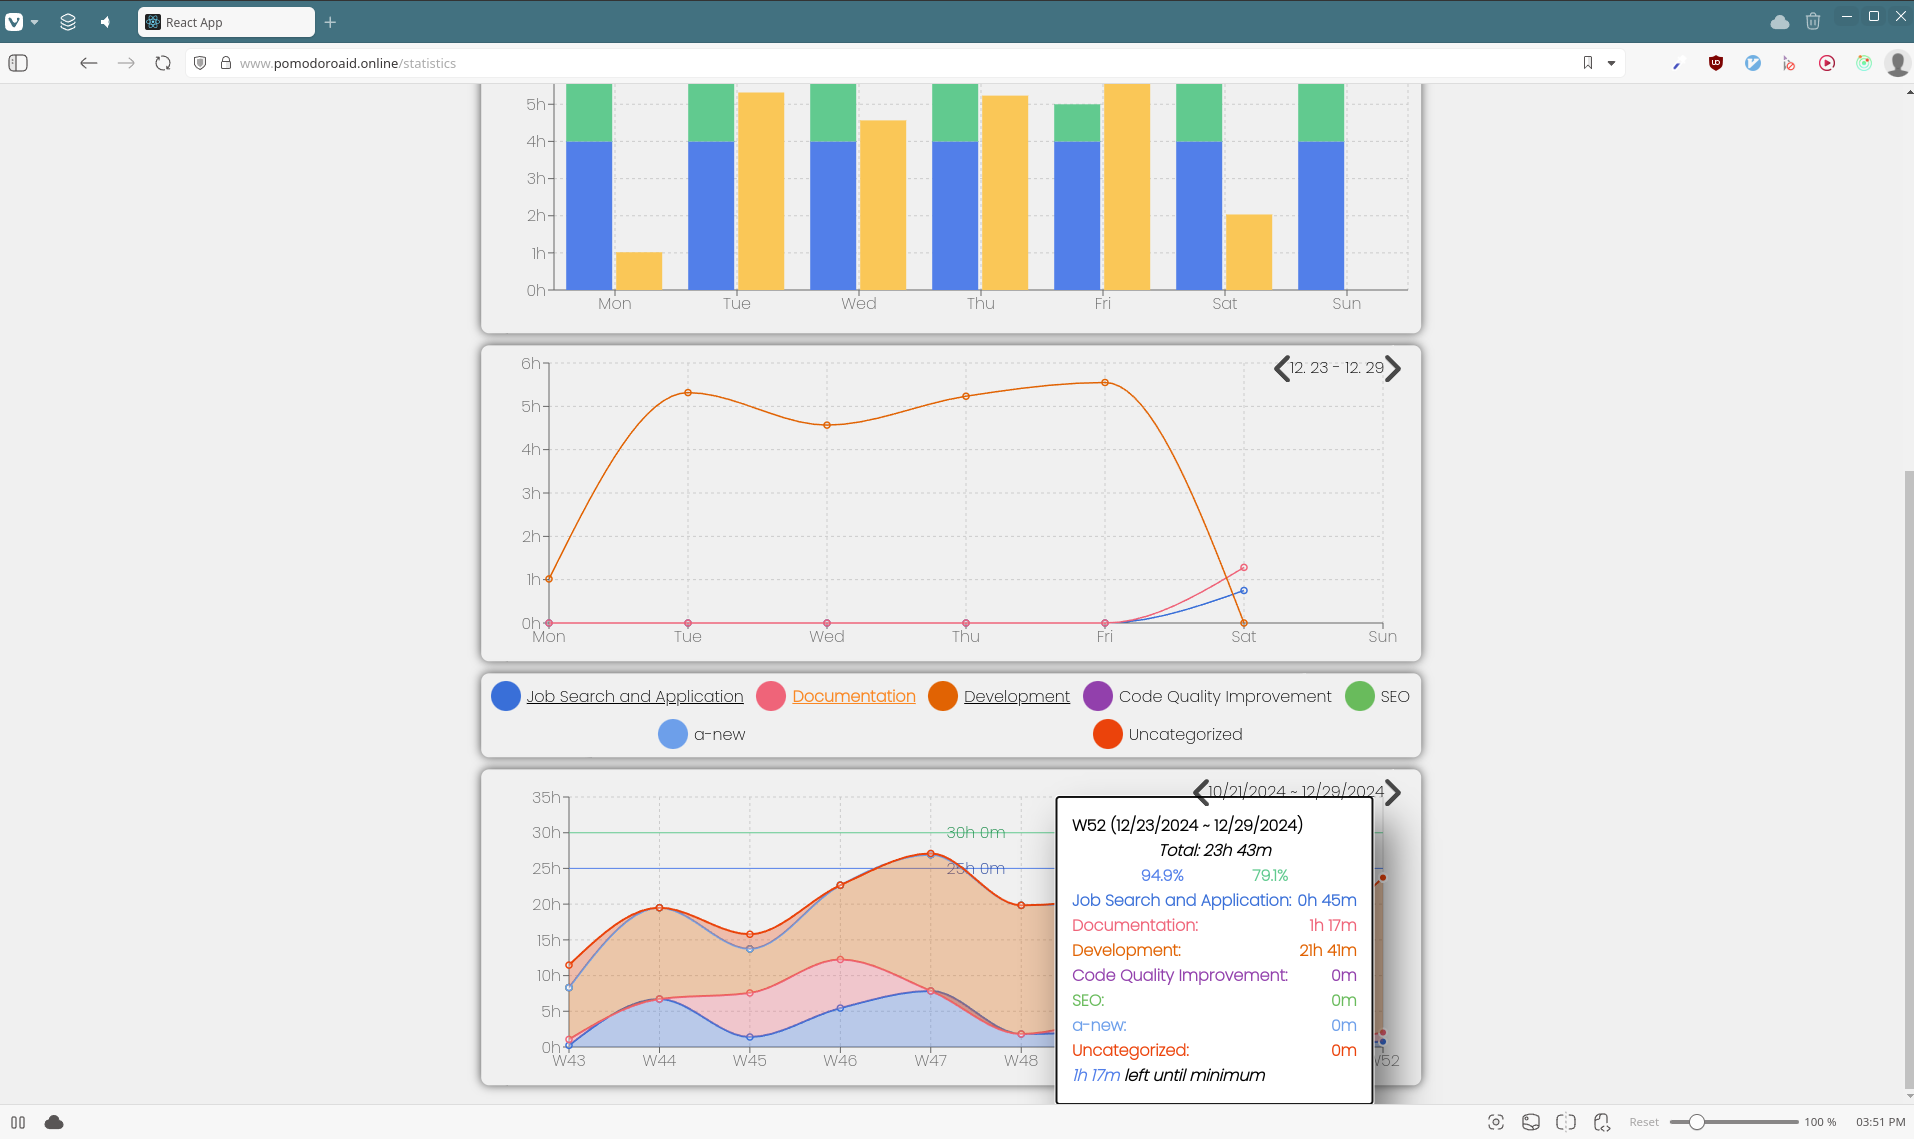 React App
www.pomodoroaid.online/statistics
5h
4h
3h
2h
1h
0h
Mon Tue Wed Thu Fri Sat Sun
12. 23 - 12. 29
6h
5h
4h
3h
2h
1h
0h
Mon Tue Wed Thu Fri Sat Sun
Job Search and Application Documentation Development Code Quality Improvement SEO
a-new Uncategorized
10/21/2024 ~ 12/29/2024
35h
30h 30h 0m
25h 25h 0m
20h
15h
10h
5h
0h
W43 W44 W45 W46 W47 W48 W52
W52 (12/23/2024 ~ 12/29/2024)
Total: 23h 43m
94.9% 79.1%
Job Search and Application: 0h 45m
Documentation: 1h 17m
Development: 21h 41m
Code Quality Improvement: 0m
SEO: 0m
a-new: 0m
Uncategorized: 0m
1h 17m left until minimum
Reset 100 % 03:51 PM